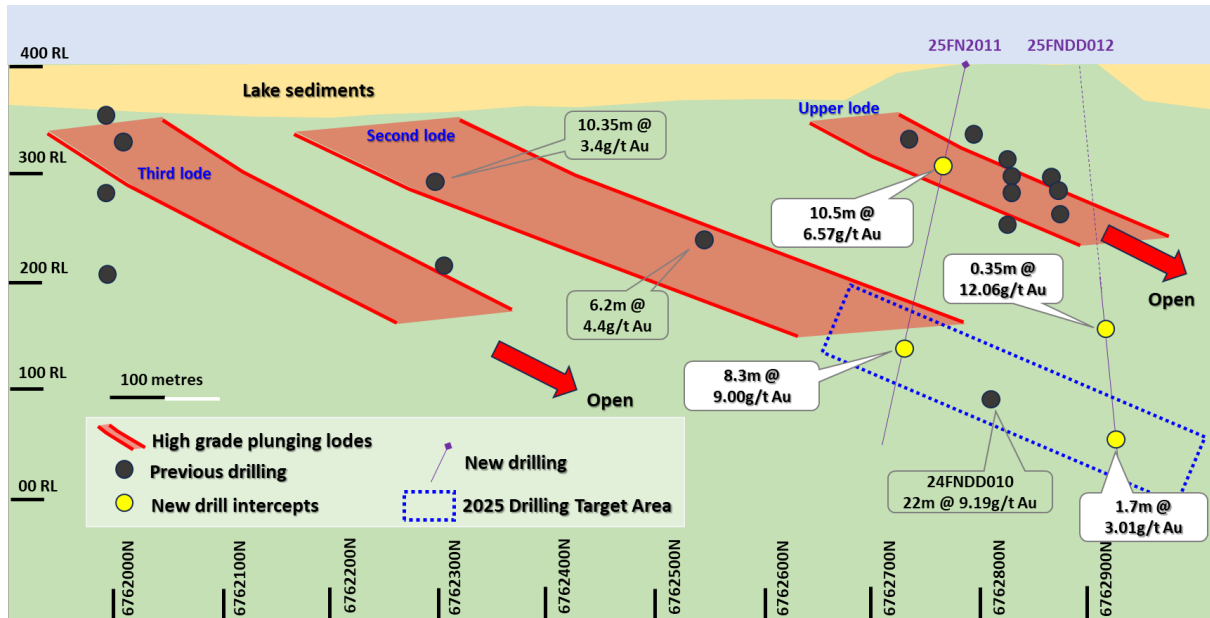 25FN2011
25FNDD012
400 RL
Lake sediments
Upper lode
Second lode
10.35m @
3.4g/t Au
300 RL
Third lode
10.5m @
6.57g/t Au
200 RL
0.35m @
12.06g/t Au
Open
6.2m @
4.4g/t Au
100 RL
100 metres
8.3m @
9.00g/t Au
Open
High grade plunging lodes
Previous drilling
New drill intercepts
New drilling
2025 Drilling Target Area
24FNDD010
22m @ 9.19g/t Au
1.7m @
3.01g/t Au
00 RL
6762000N
6762100N
6762200N
6762300N
6762400N
6762500N
6762600N
6762700N
6762800N
6762900N